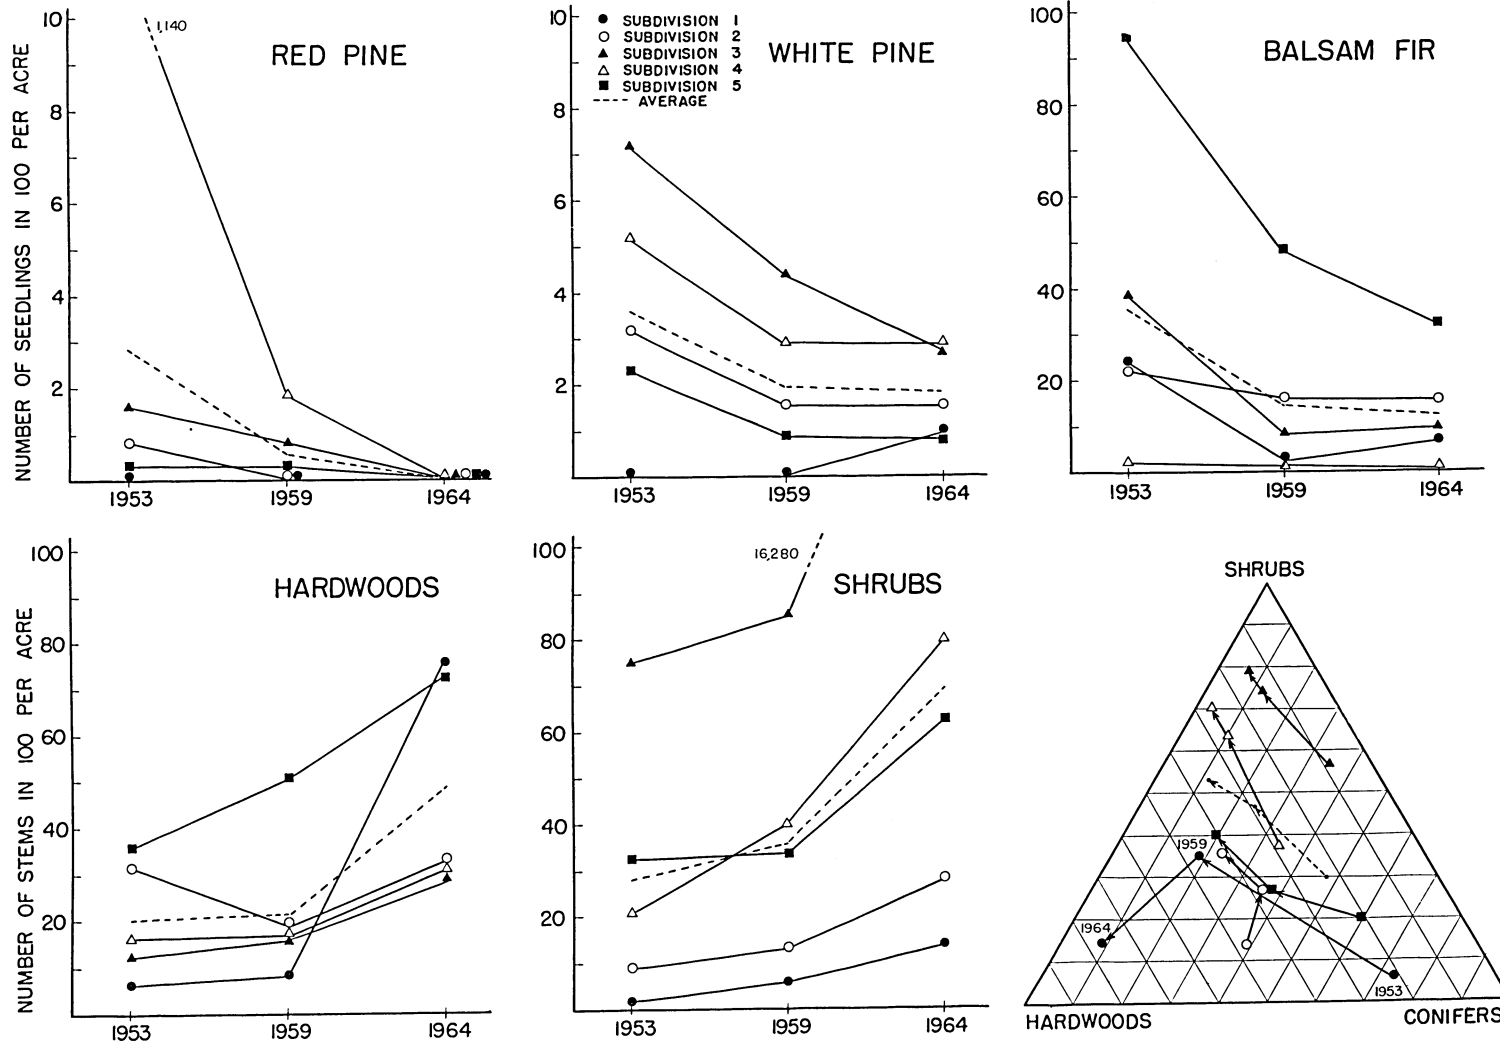 NUMBER OF SEEDLINGS IN 100 PER ACRE
10
8
6
4
2
1,140
RED PINE
1953
1959
1964
10
8
6
4
2
SUBDIVISION 1
SUBDIVISION 2
SUBDIVISION 3
SUBDIVISION 4
SUBDIVISION 5
AVERAGE
WHITE PINE
1953
1959
1964
100
80
60
40
20
BALSAM FIR
1953
1959
1964
NUMBER OF STEMS IN 100 PER ACRE
100
80
60
40
20
HARDWOODS
1953
1959
1964
100
80
60
40
20
16,280
SHRUBS
1953
1959
1964
SHRUBS
1959
1964
1953
HARDWOODS
CONIFERS